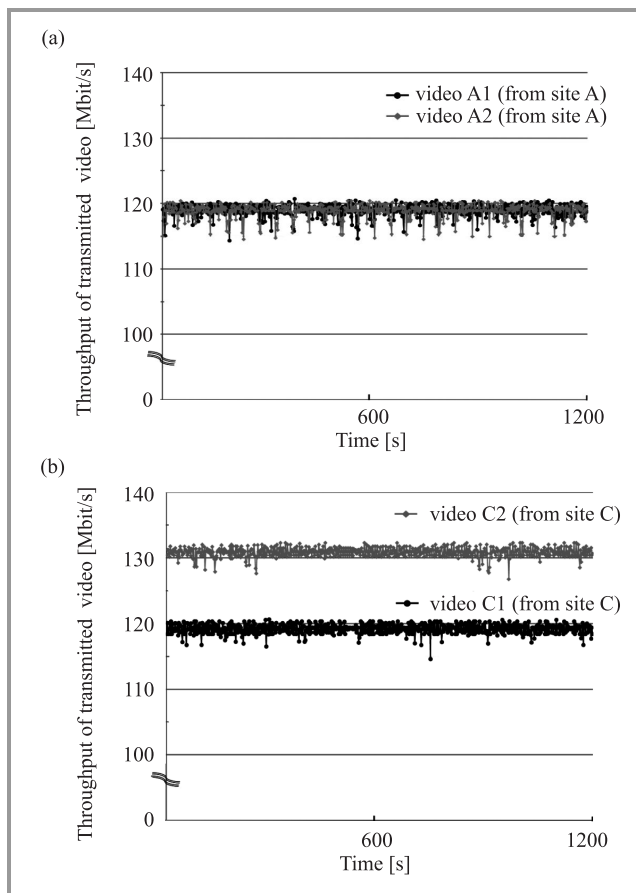 (a)
Throughput of transmitted video [Mbit/s]
140
130
120
110
100
0
video A1 (from site A)
video A2 (from site A)
600
1200
Time [s]
(b)
Throughput of transmitted video [Mbit/s]
140
130
120
110
100
0
video C2 (from site C)
video C1 (from site C)
600
1200
Time [s]